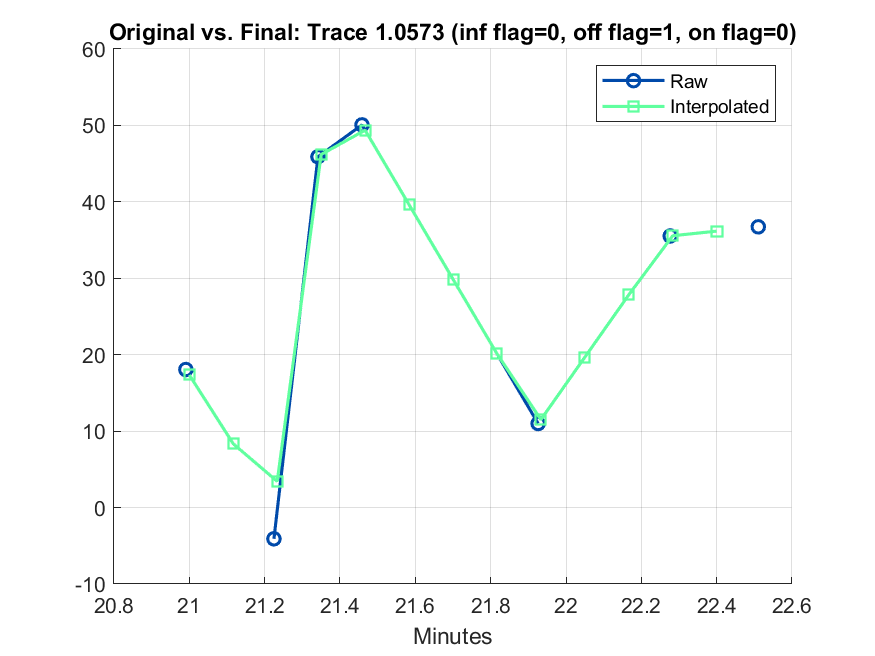 Original vs. Final: Trace 1.0573 (inf flag=0, off flag=1, on flag=0)
60
50
40
30
20
10
0
-10
Raw
Interpolated
20.8 21 21.2 21.4 21.6 21.8 22 22.2 22.4 22.6
Minutes